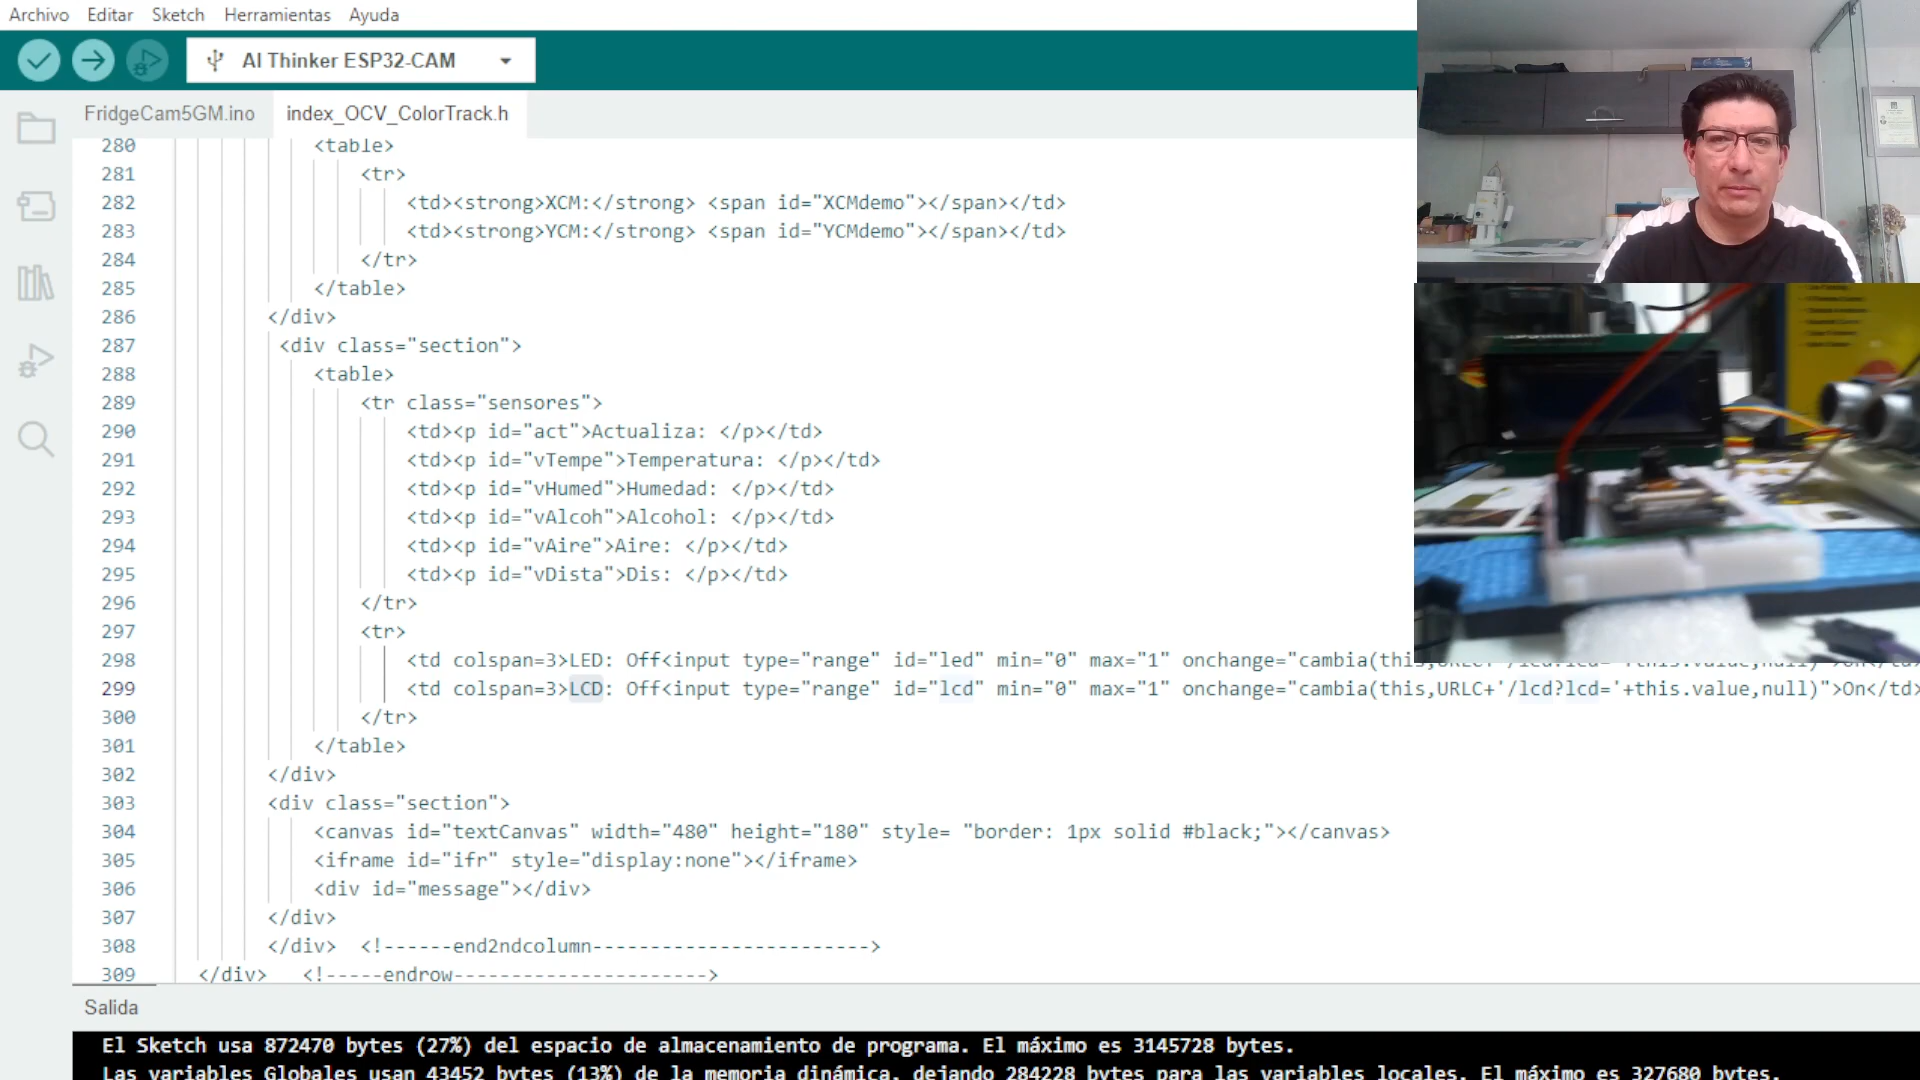 Archivo Editar Sketch Herramientas Ayuda
AI Thinker ESP32-CAM
FridgeCam5GM.ino index_OCV_ColorTrack.h
280 <table>
281 <tr>
282 <td><strong>XCM:</strong> <span id="XCMdemo"></span></td>
283 <td><strong>YCM:</strong> <span id="YCMdemo"></span></td>
284 </tr>
285 </table>
286 </div>
287 <div class="section">
288 <table>
289 <tr class="sensores">
290 <td><p id="act">Actualiza: </p></td>
291 <td><p id="vTempe">Temperatura: </p></td>
292 <td><p id="vHumed">Humedad: </p></td>
293 <td><p id="vAlcoh">Alcohol: </p></td>
294 <td><p id="vAire">Aire: </p></td>
295 <td><p id="vDista">Dis: </p></td>
296 </tr>
297 <tr>
298 <td colspan=3>LED: Off<input type="range" id="led" min="0" max="1" onchange="cambia(this,
299 <td colspan=3>LCD: Off<input type="range" id="lcd" min="0" max="1" onchange="cambia(this,URLC+'/lcd?lcd='+this.value,null)">On</td>
300 </tr>
301 </table>
302 </div>
303 <div class="section">
304 <canvas id="textCanvas" width="480" height="180" style= "border: 1px solid #black;"></canvas>
305 <iframe id="ifr" style="display:none"></iframe>
306 <div id="message"></div>
307 </div>
308 </div> <!------end2ndcolumn------------------------>
309 </div> <!-----endrow---------------------->
Salida
El Sketch usa 872470 bytes (27%) del espacio de almacenamiento de programa. El máximo es 3145728 bytes.
Las variables Globales usan 43452 bytes (13%) de la memoria dinámica, dejando 284228 bytes para las variables locales. El máximo es 327680 bytes.